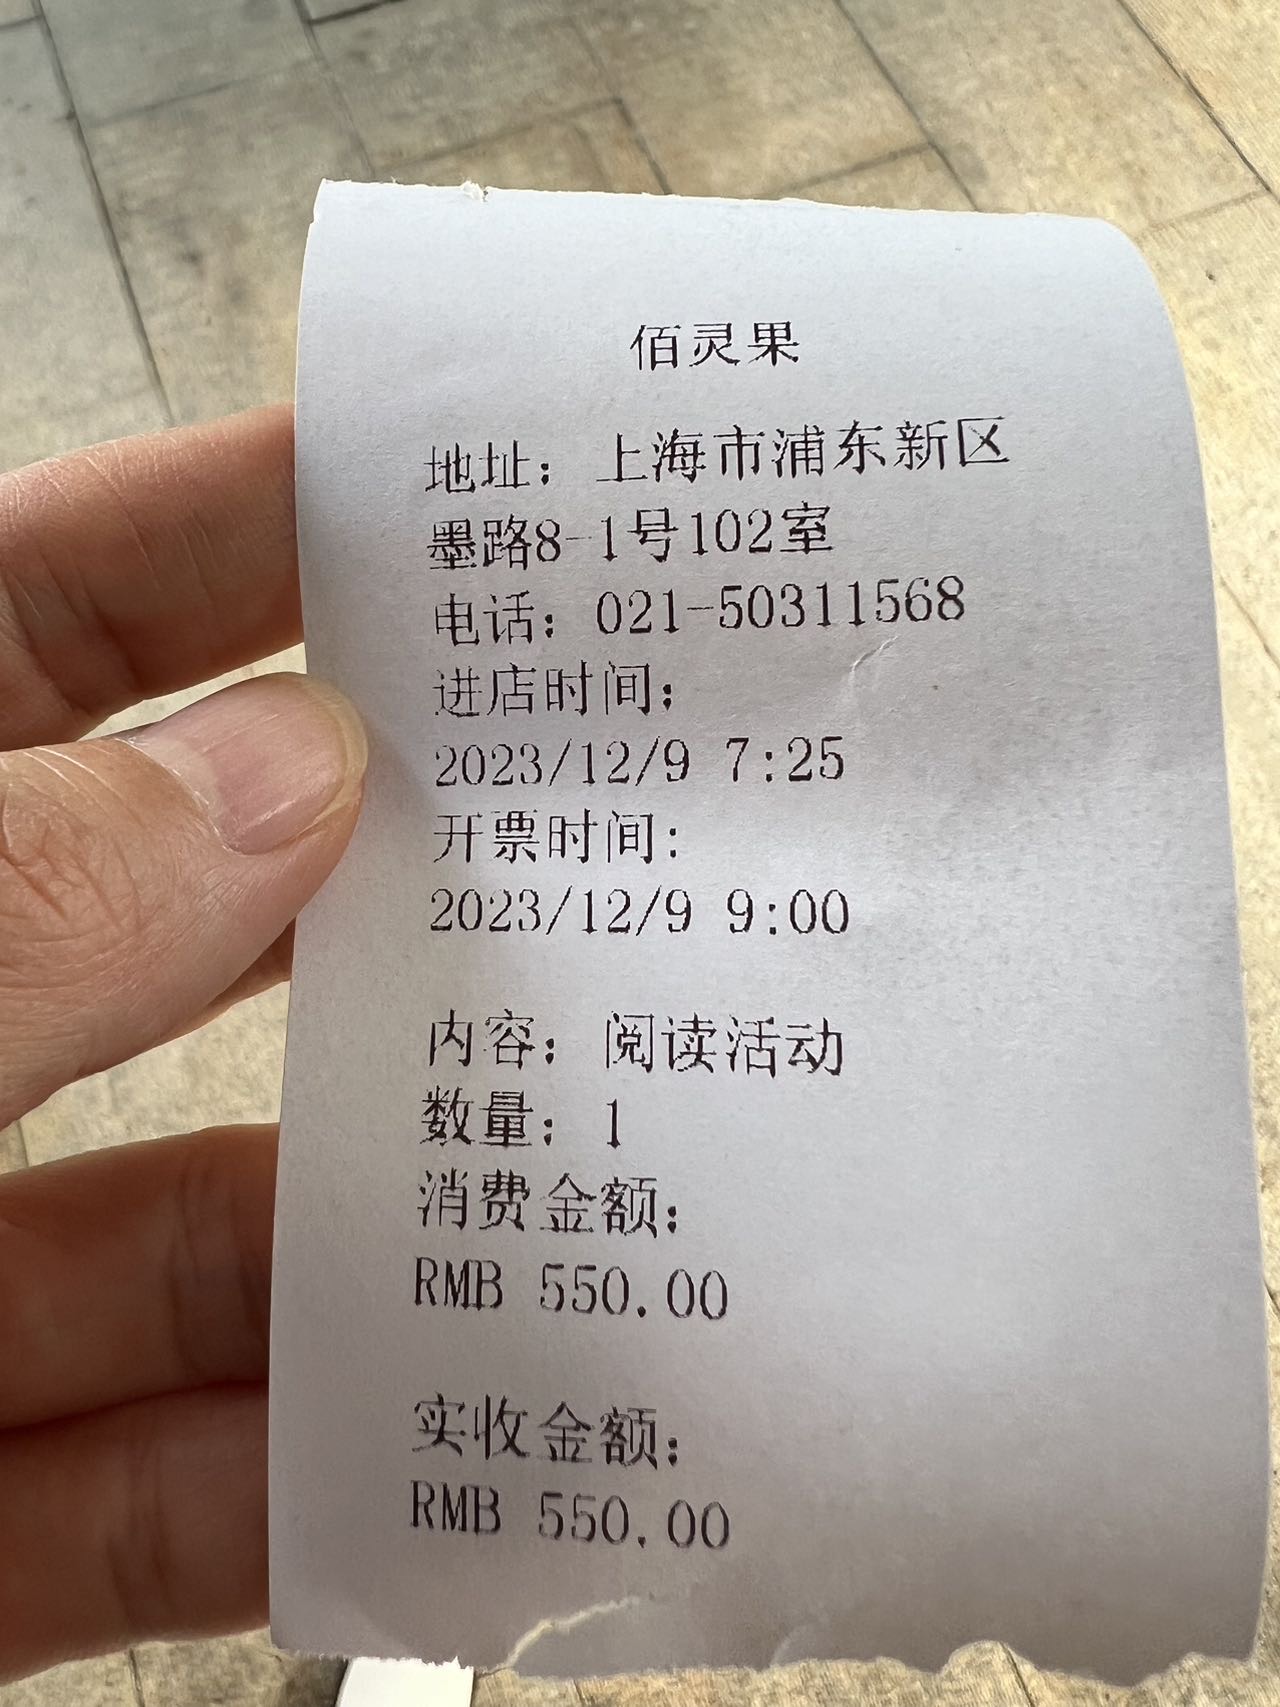 佰灵果
地址：上海市浦东新区
墨路8-1号102室
电话：021-50311568
进店时间：
2023/12/9 7:25
开票时间：
2023/12/9 9:00
内容：阅读活动
数量：1
消费金额：
RMB 550.00
实收金额：
RMB 550.00